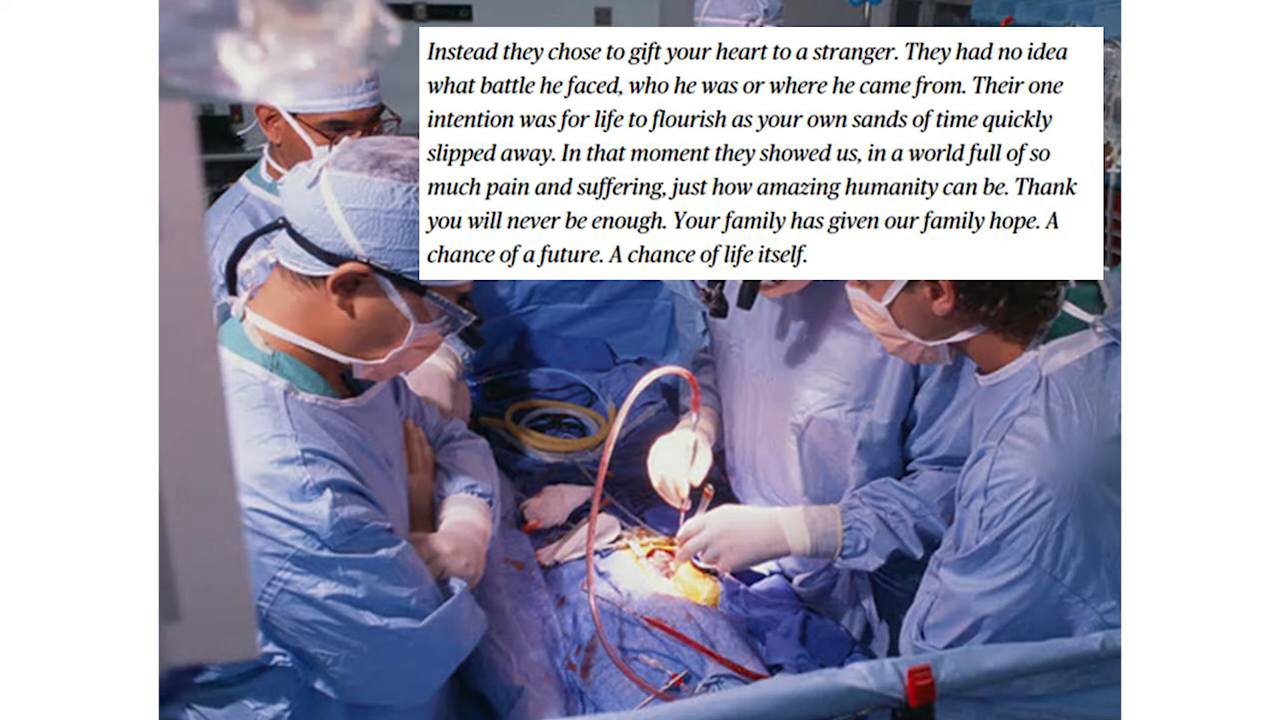 Instead they chose to gift your heart to a stranger. They had no idea
what battle he faced, who he was or where he came from. Their one
intention was for life to flourish as your own sands of time quickly
slipped away. In that moment they showed us, in a world full of so
much pain and suffering, just how amazing humanity can be. Thank
you will never be enough. Your family has given our family hope. A
chance of a future. A chance of life itself.